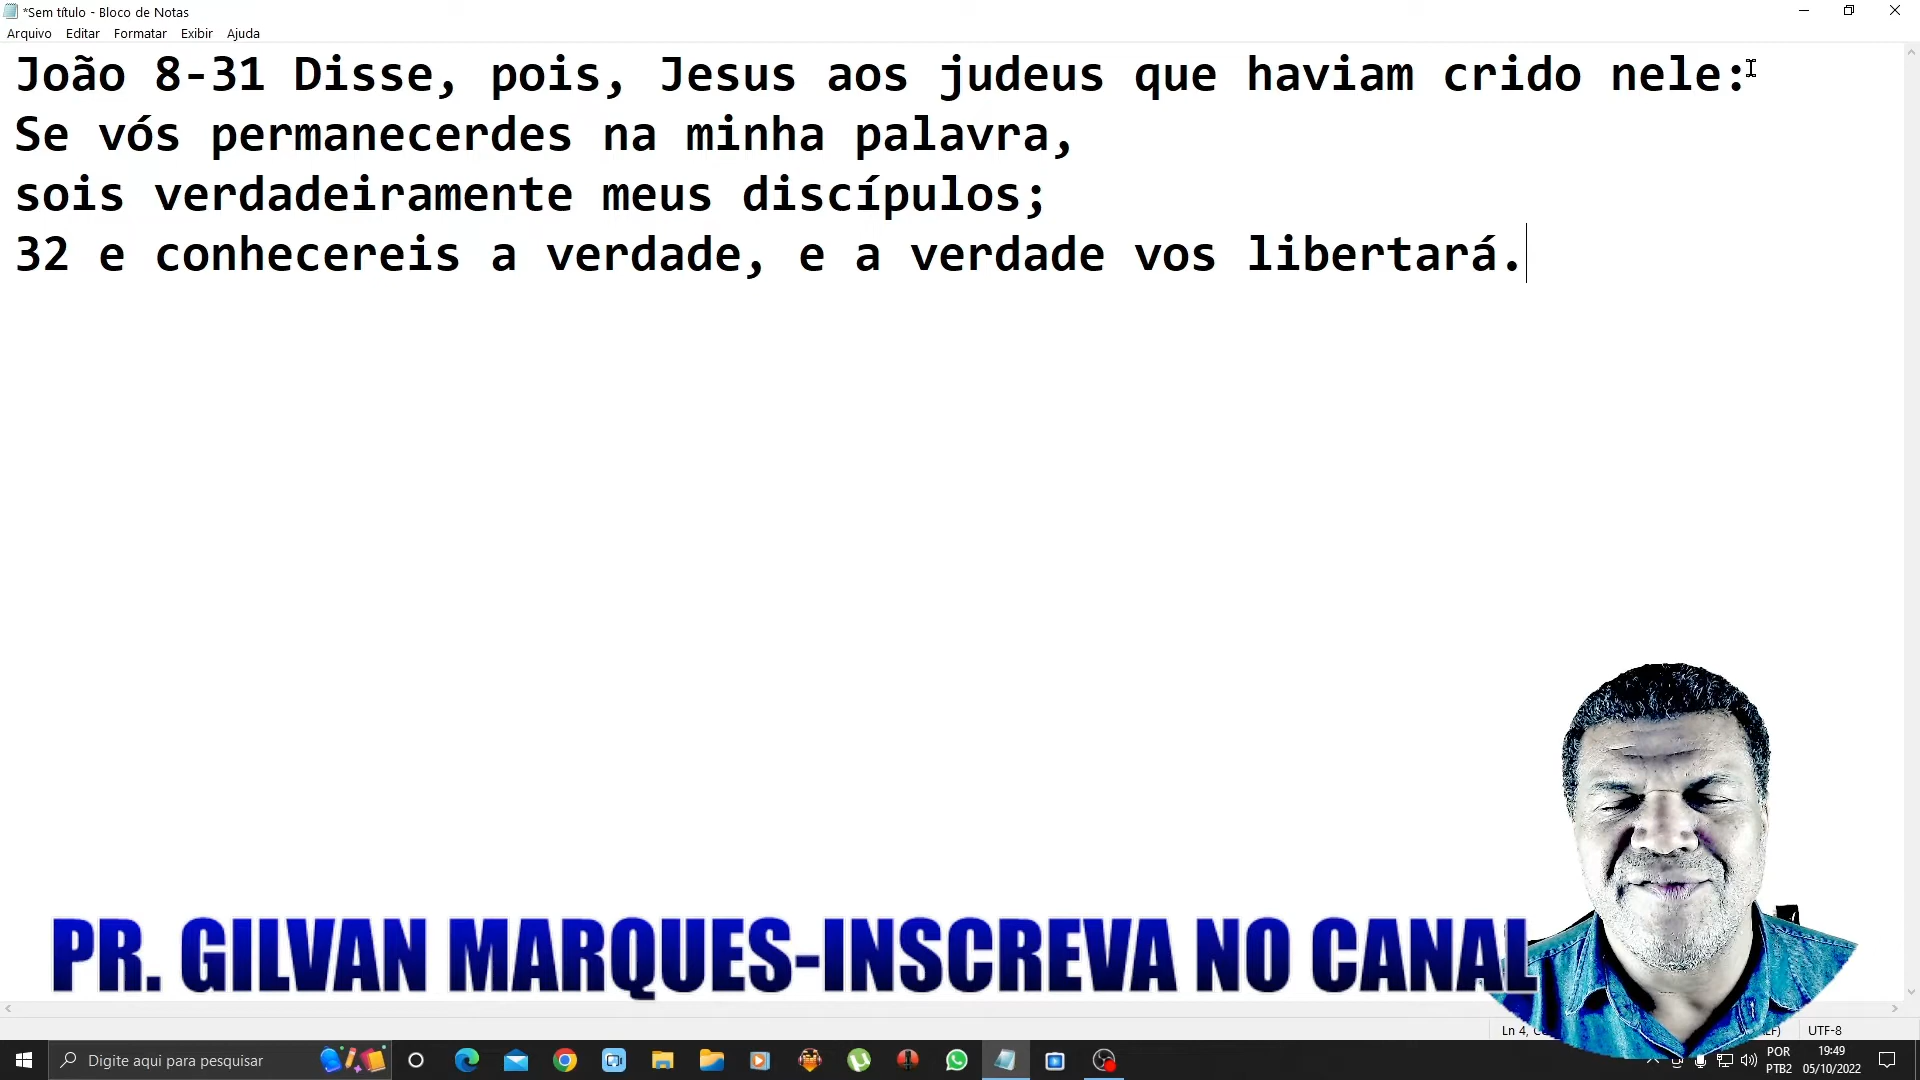 *Sem título - Bloco de Notas
Arquivo Editar Formatar Exibir Ajuda
João 8-31 Disse, pois, Jesus aos judeus que haviam crido nele:
Se vós permanecerdes na minha palavra,
sois verdadeiramente meus discípulos;
32 e conhecereis a verdade, e a verdade vos libertará.
PR. GILVAN MARQUES-INSCREVA NO CANAL
Ln 4, UTF-8
Digite aqui para pesquisar
POR
PTB2
19:49
05/10/2022